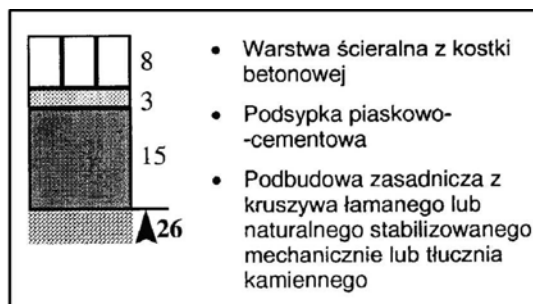 8
3
15
26
• Warstwa ścieralna z kostki
betonowej
• Podsypka piaskowo-
-cementowa
• Podbudowa zasadnicza z
kruszywa łamanego lub
naturalnego stabilizowanego
mechanicznie lub tłucznia
kamiennego